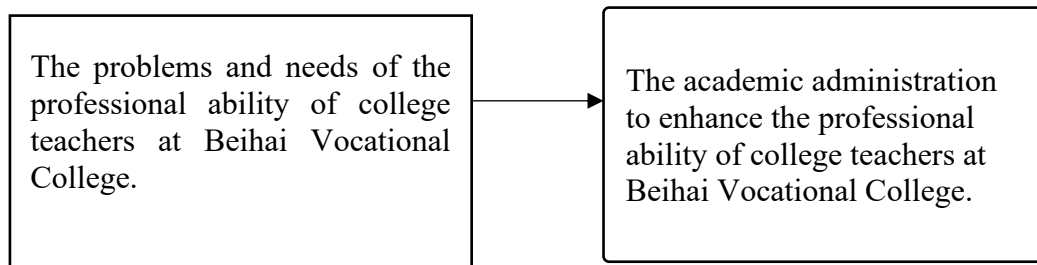 The problems and needs of the
professional ability of college
teachers at Beihai Vocational
College.
The academic administration
to enhance the professional
ability of college teachers at
Beihai Vocational College.